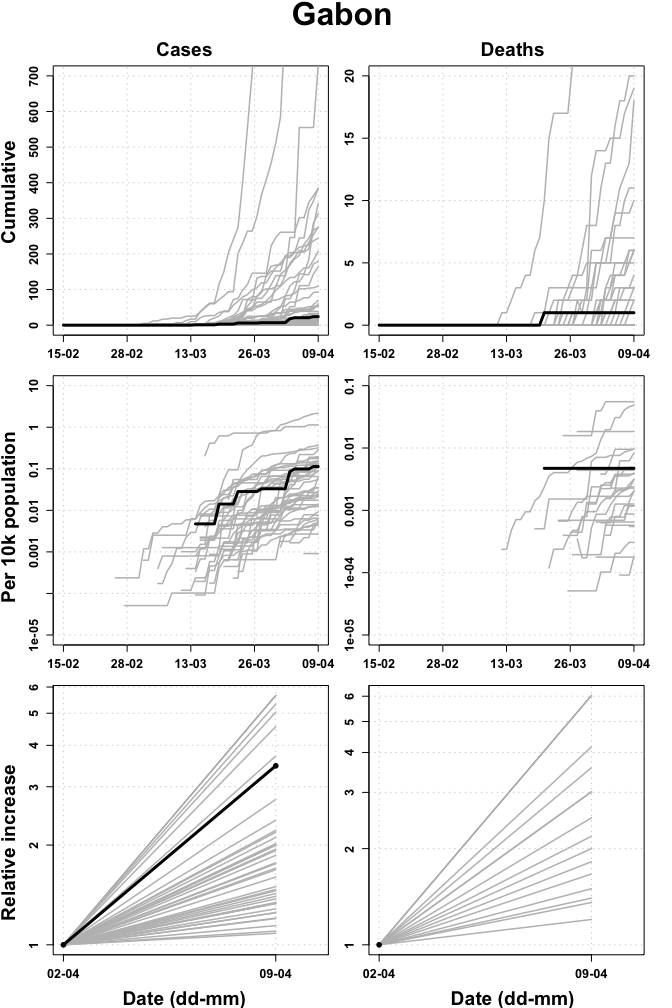 Gabon
Cases
Deaths
Cumulative
700
600
500
400
300
200
100
0
15-02 28-02 13-03 26-03 09-04
20
15
10
5
0
15-02 28-02 13-03 26-03 09-04
Per 10k population
10
1
0.1
0.01
0.001
1e-05
15-02 28-02 13-03 26-03 09-04
0.1
0.01
0.001
1e-04
1e-05
15-02 28-02 13-03 26-03 09-04
Relative increase
6
5
4
3
2
1
02-04 09-04
Date (dd-mm)
6
5
4
3
2
1
02-04 09-04
Date (dd-mm)